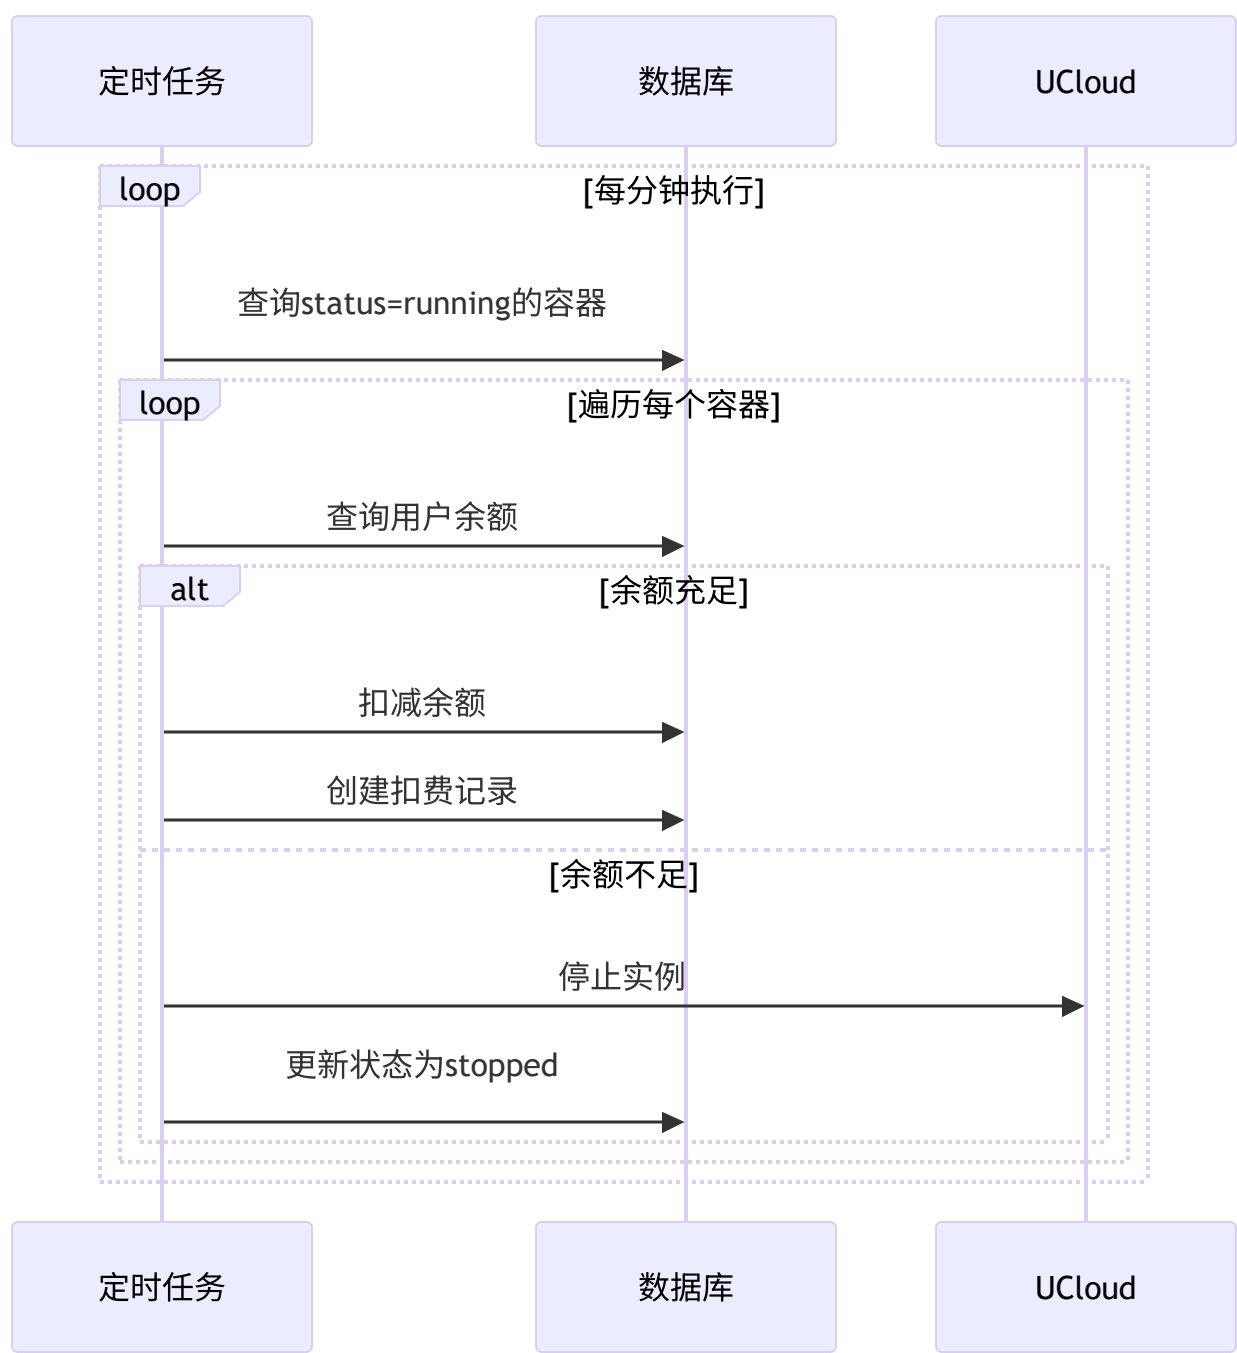 定时任务
数据库
UCloud
loop
[每分钟执行]
查询status=running的容器
loop
[遍历每个容器]
查询用户余额
alt
[余额充足]
扣减余额
创建扣费记录
[余额不足]
停止实例
更新状态为stopped
定时任务
数据库
UCloud